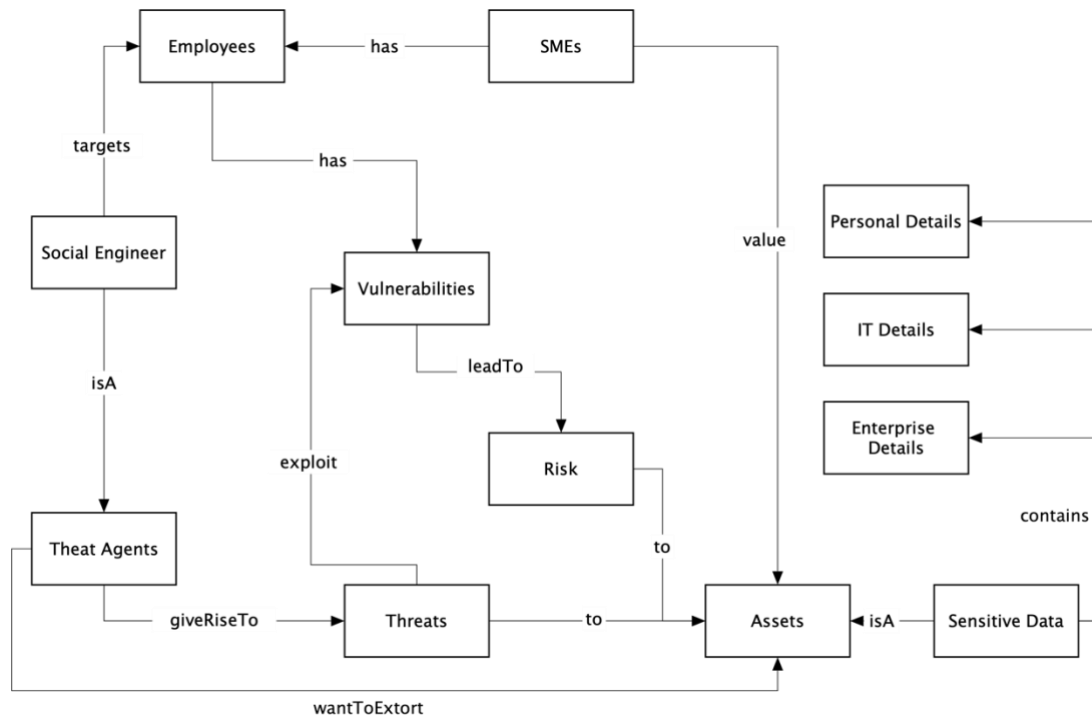 Employees
has
SMEs
targets
has
Personal Details
Social Engineer
value
Vulnerabilities
IT Details
leadTo
isA
Enterprise
Details
exploit
Risk
contains
to
Theat Agents
giveRiseTo
Threats
to
Assets
isA
Sensitive Data
wantToExtort